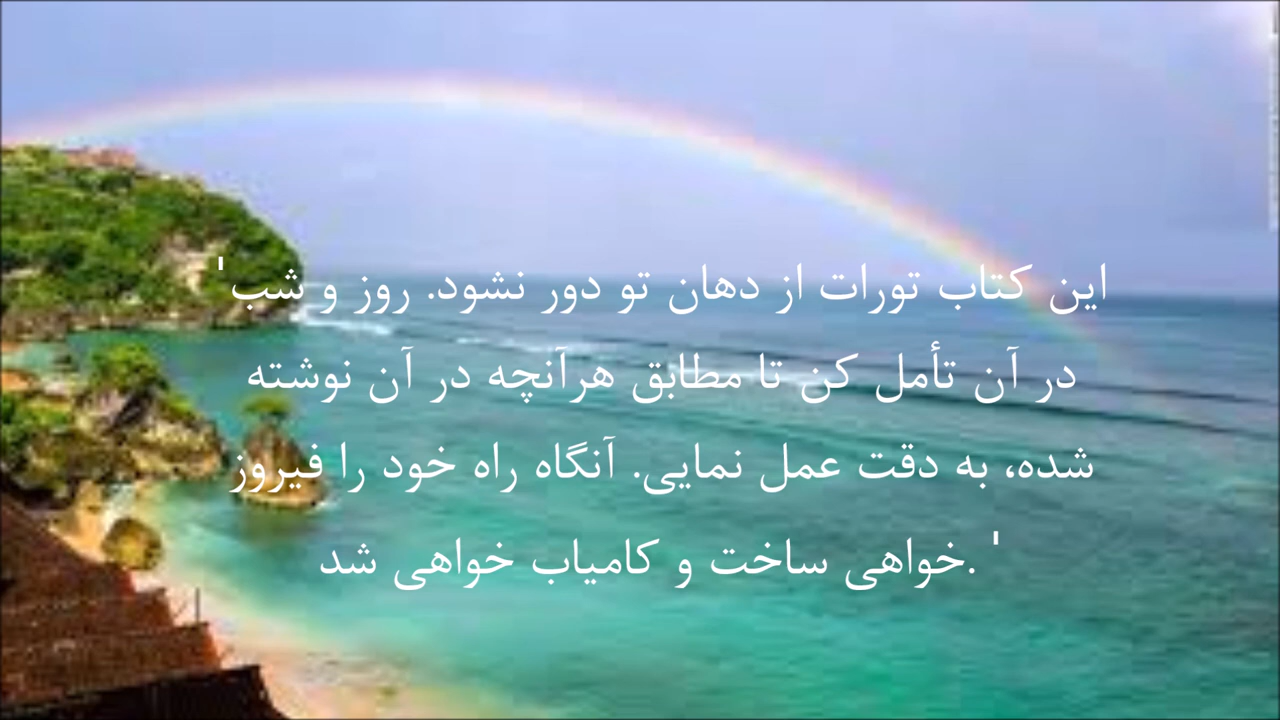 این کتاب تورات از دهان تو دور نشود. روز و شب'
در آن تأمل کن تا مطابق هرآنچه در آن نوشته
شده، به دقت عمل نمایی. آنگاه راه خود را فیروز
خواهی ساخت و کامیاب خواهی شد. '